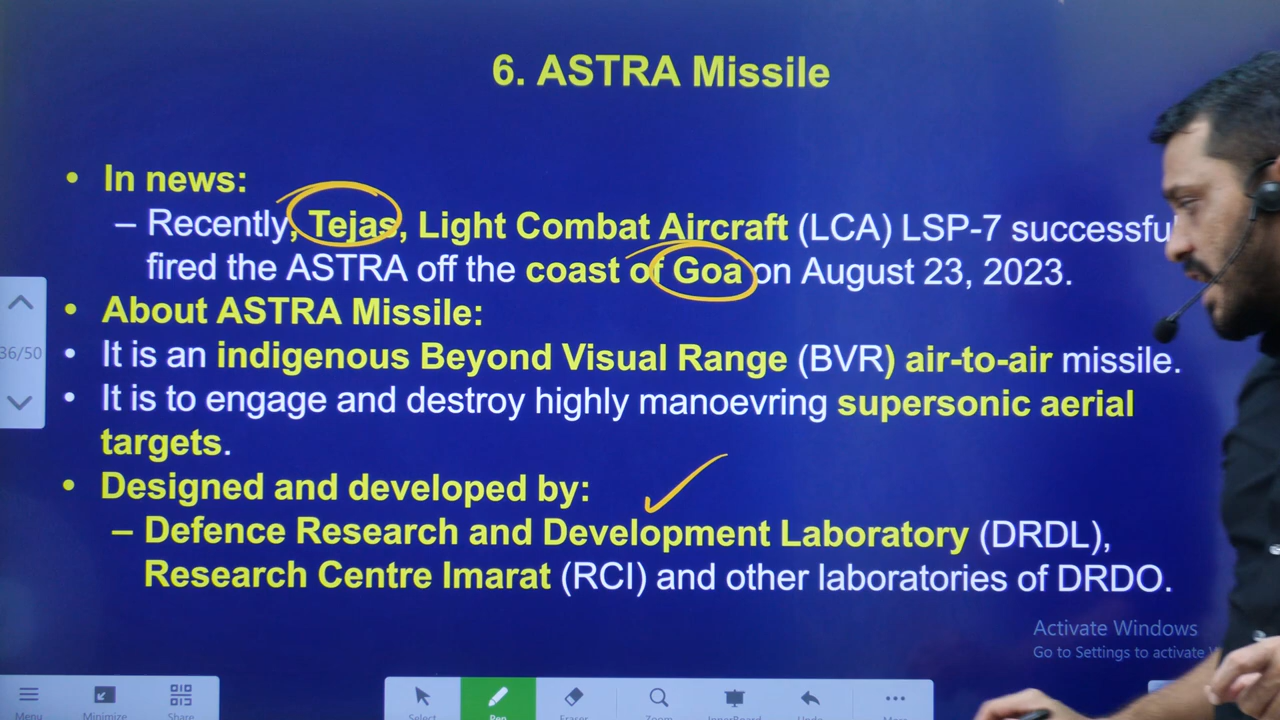 6. ASTRA Missile
• In news:
– Recently, Tejas, Light Combat Aircraft (LCA) LSP-7 successfu
fired the ASTRA off the coast of Goa on August 23, 2023.
• About ASTRA Missile:
36/50
• It is an indigenous Beyond Visual Range (BVR) air-to-air missile.
• It is to engage and destroy highly manoevring supersonic aerial
targets.
• Designed and developed by:
– Defence Research and Development Laboratory (DRDL),
Research Centre Imarat (RCI) and other laboratories of DRDO.
Activate Windows
Go to Settings to activate
Menu Minimize Share Select Pen Eraser Zoom Undo More